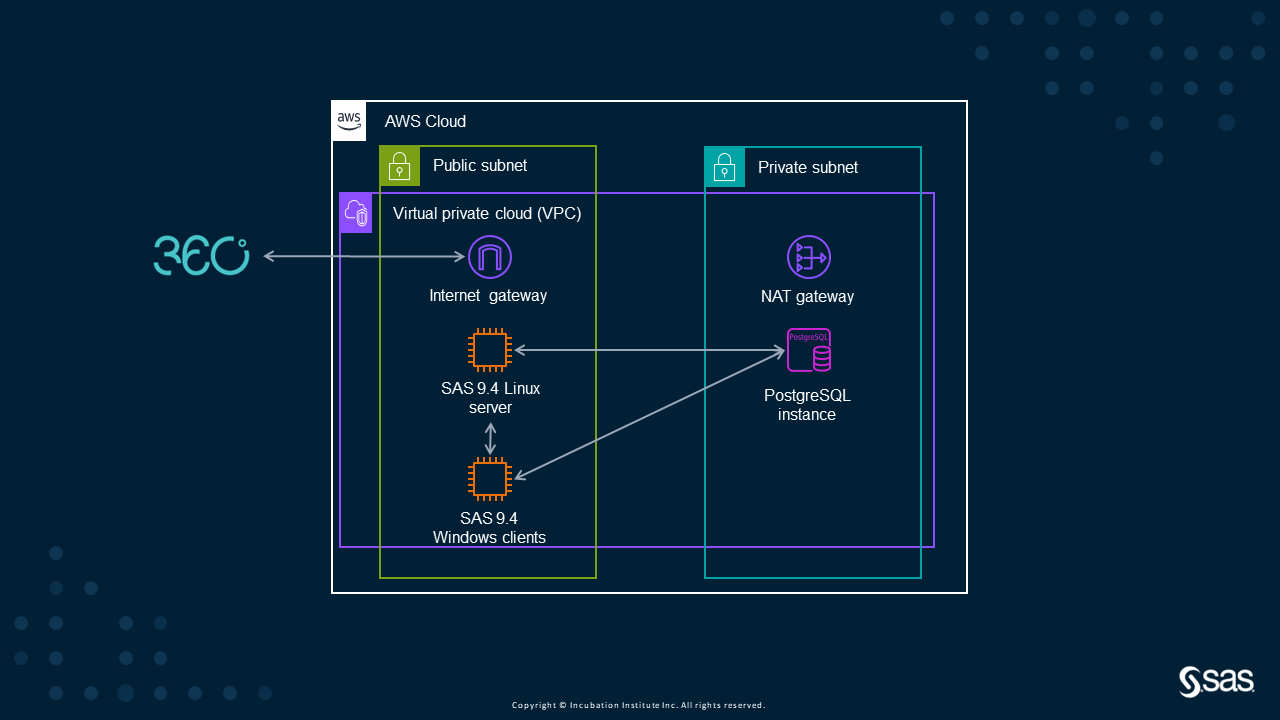 aws
AWS Cloud
Public subnet
Private subnet
Virtual private cloud (VPC)
360°
Internet gateway
NAT gateway
PostgreSQL
SAS 9.4 Linux
server
PostgreSQL
instance
SAS 9.4
Windows clients
sas
Copyright © Incubation Institute Inc. All rights reserved.